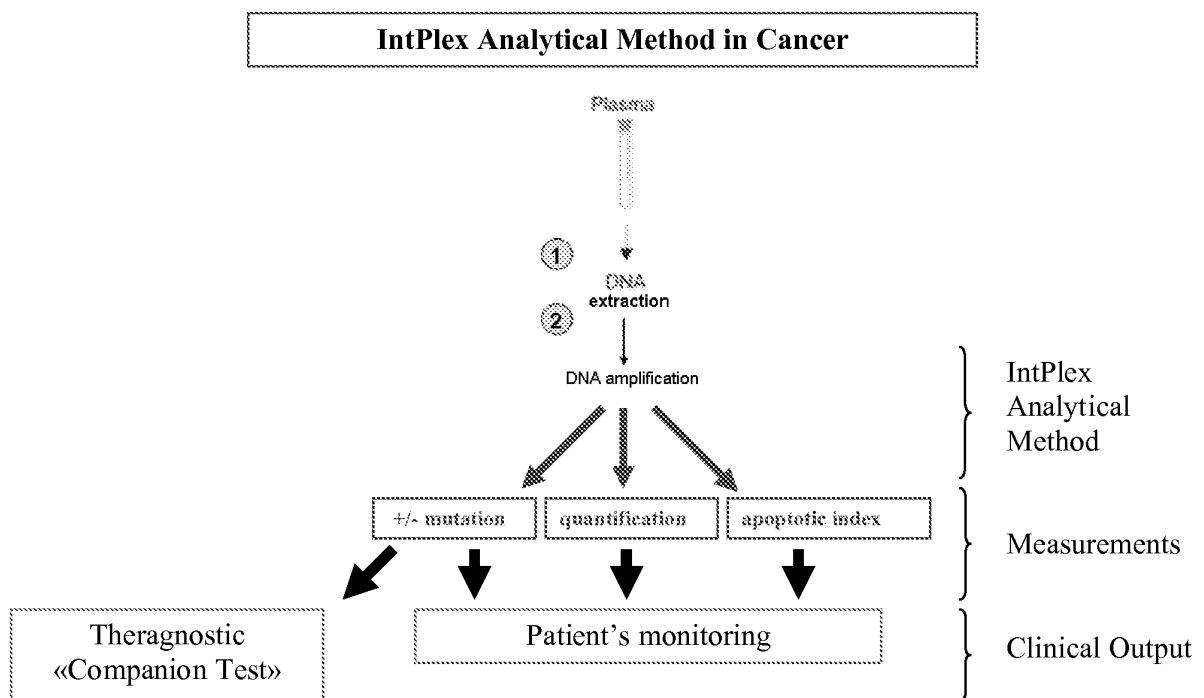 IntPlex Analytical Method in Cancer
Plasma
1
DNA
extraction
2
DNA amplification
IntPlex
Analytical
Method
+/- mutation
quantification
apoptotic index
Measurements
Theragnostic
«Companion Test»
Patient's monitoring
Clinical Output